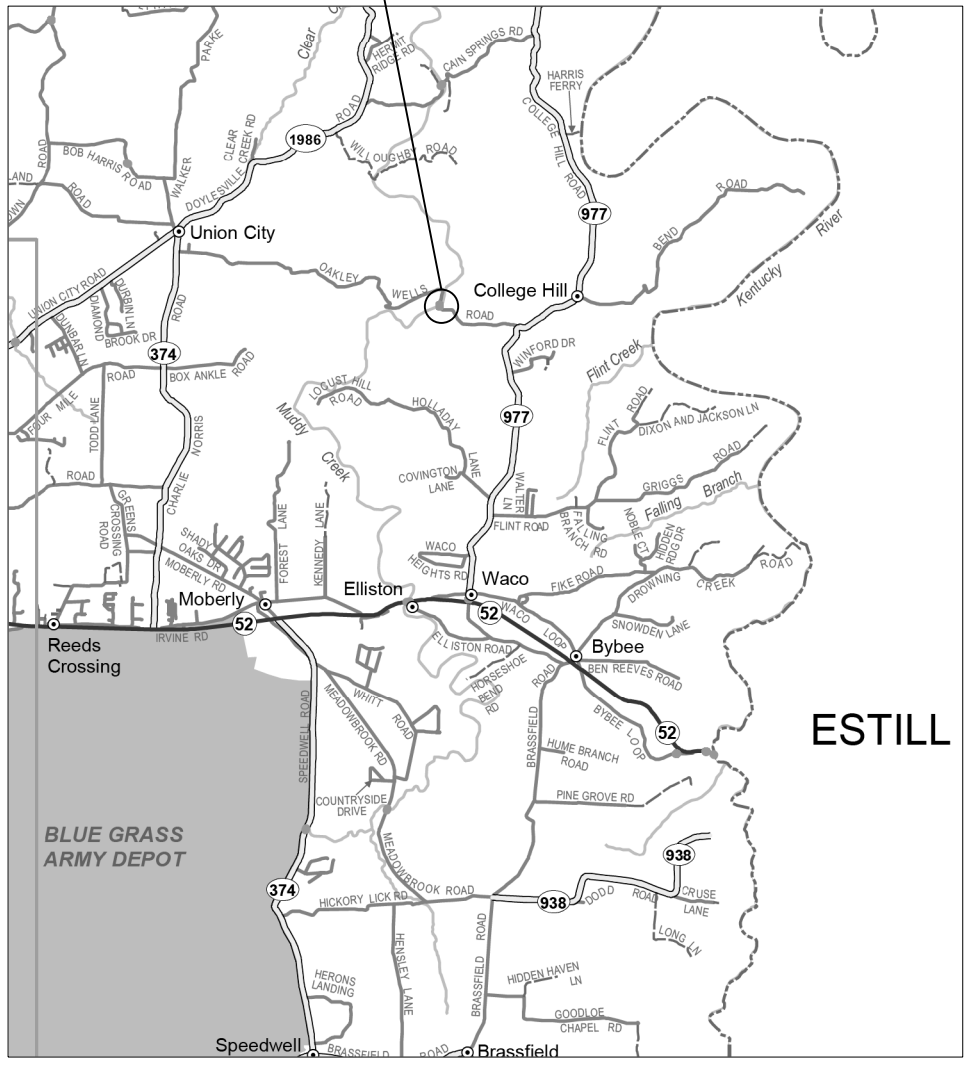 HERMIT
RIDGE RD
CAIN SPRINGS RD
PARKE
Clear
ROAD
HARRIS
FERRY
COLLEGE HILL ROAD
1986
CLEAR
CREEK RD
WILLOUGHBY ROAD
ROAD
BOB HARRIS ROAD
WALKER
DOYLESVILLE
LAND
ROAD
OWN
977
ROAD
BEND
Kentucky
River
Union City
UNION CITY ROAD
OAKLEY
WELLS
ROAD
College Hill
DURBIN LN
DIAMOND
BROOK DR
DUNBAR LN
ROAD
374
WINFORD DR
Flint Creek
ROAD
BOX ANKLE
ROAD
FOUR MILE
TODD LANE
NORRIS
CHARLIE
LOCUST HILL
ROAD
HOLLADAY
LANE
Muddy
Creek
977
FLINT
ROAD
DIXON AND JACKSON LN
COVINGTON
LANE
WALTER
LN
GRIGGS
ROAD
Falling Branch
ROAD
GREENS
CROSSING
ROAD
FLINT ROAD
FALLING
BRANCH RD
NOBLE CT
HIDDEN
RDG DR
SHADY
OAKS DR
MOBERLY RD
FOREST LANE
KENNEDY LANE
WACO
HEIGHTS RD
Waco
FIKE ROAD
DROWNING
CREEK
ROAD
Moberly
Elliston
52
52
WACO
LOOP
SNOWDEN LANE
Reeds
Crossing
IRVINE RD
ELLISTON ROAD
Bybee
BEN REEVES ROAD
HORSESHOE
BEND
RD
ROAD
BRASSFIELD
BYBEE LOOP
52
ESTILL
SPEEDWELL ROAD
MEADOWBROOK RD
WHITT
ROAD
HUME BRANCH
ROAD
COUNTRYSIDE
DRIVE
PINE GROVE RD
BLUE GRASS
ARMY DEPOT
MEADOWBROOK ROAD
938
374
HICKORY LICK RD
938
DODD
ROAD
CRUSE
LANE
LONG LN
HENSLEY LANE
BRASSFIELD
ROAD
HERONS
LANDING
HIDDEN HAVEN
LN
GOODLOE
CHAPEL RD
Speedwell
BRASSFIELD
ROAD
Brassfield